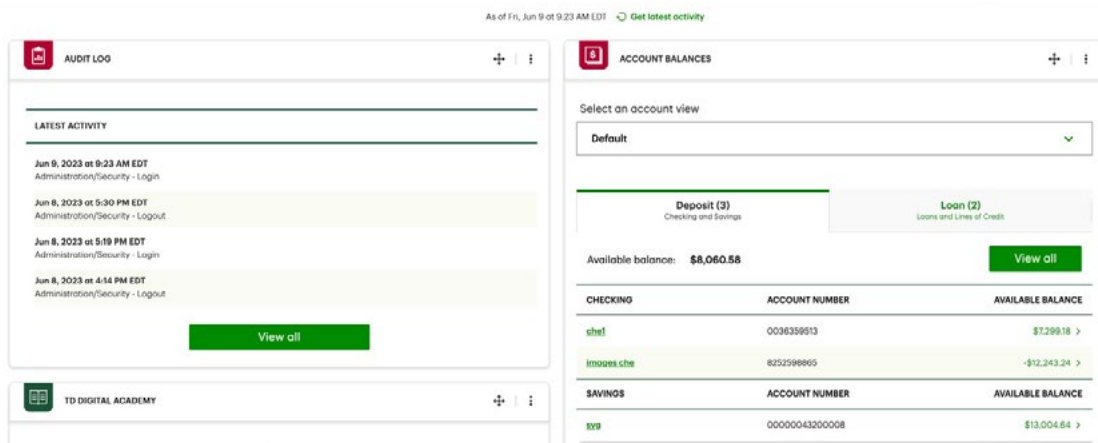 As of Fri, Jun 9 at 9:23 AM EDT Get latest activity
AUDIT LOG
LATEST ACTIVITY
Jun 9, 2023 at 9:23 AM EDT
Administration/Security - Login
Jun 8, 2023 at 5:30 PM EDT
Administration/Security - Logout
Jun 8, 2023 at 5:19 PM EDT
Administration/Security - Login
Jun 8, 2023 at 4:14 PM EDT
Administration/Security - Logout
View all
TD DIGITAL ACADEMY
$
ACCOUNT BALANCES
Select an account view
Default
Deposit (3)
Checking and Savings
Loan (2)
Loans and Lines of Credit
Available balance: $8,060.58 View all
CHECKING ACCOUNT NUMBER AVAILABLE BALANCE
che1 0036359513 $7,299.18 >
images che 8252598865 -$12,243.24 >
SAVINGS ACCOUNT NUMBER AVAILABLE BALANCE
svg 00000043200008 $13,004.64 >